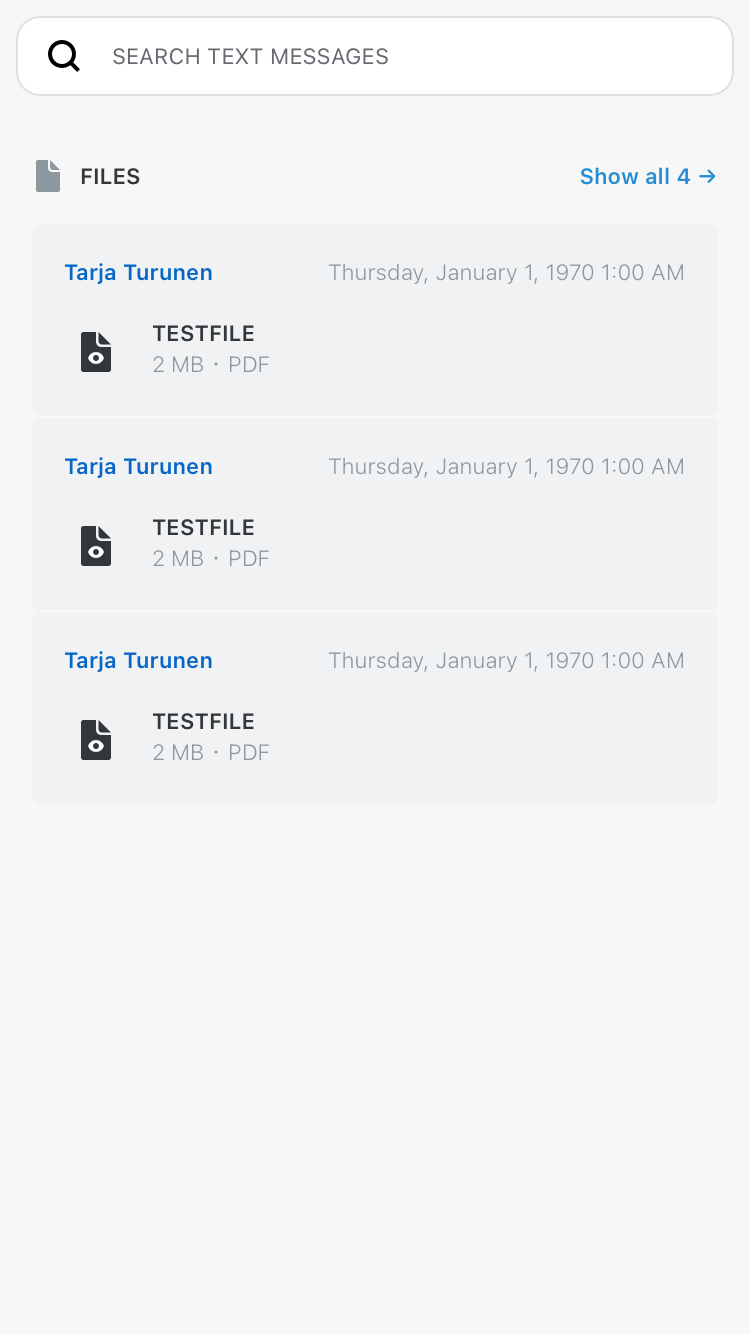 SEARCH TEXT MESSAGES
FILES
Show all 4 →
Tarja Turunen
Thursday, January 1, 1970 1:00 AM
TESTFILE
2 MB · PDF
Tarja Turunen
Thursday, January 1, 1970 1:00 AM
TESTFILE
2 MB · PDF
Tarja Turunen
Thursday, January 1, 1970 1:00 AM
TESTFILE
2 MB · PDF